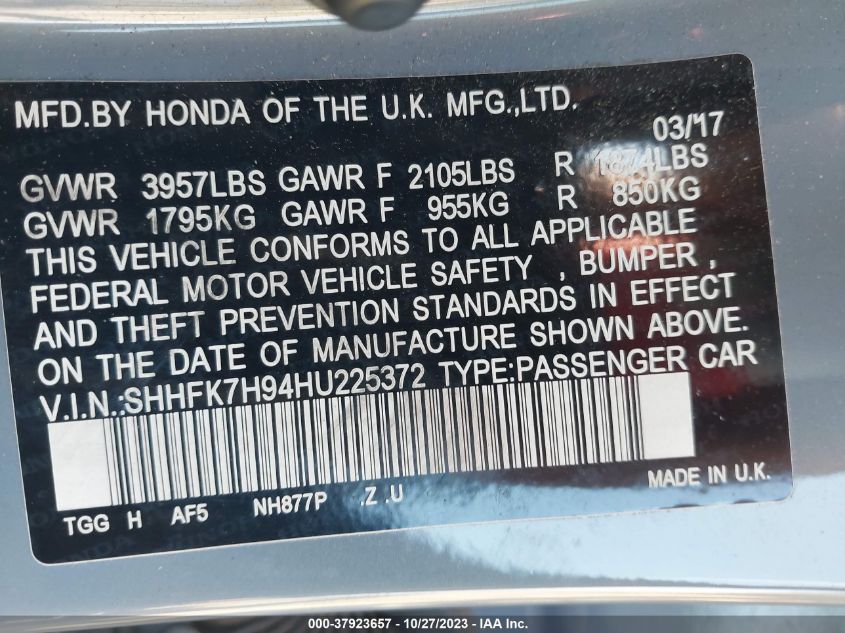 MFD.BY HONDA OF THE U.K. MFG.,LTD.
03/'17
GVWR 3957LBS GAWR F 2105LBS R 1874LBS
GVWR 1795KG GAWR F 955KG R 850KG
THIS VEHICLE CONFORMS TO ALL APPLICABLE
FEDERAL MOTOR VEHICLE SAFETY , BUMPER ,
AND THEFT PREVENTION STANDARDS IN EFFECT
ON THE DATE OF MANUFACTURE SHOWN ABOVE.
V.I.N.:SHHFK7H94HU225372 TYPE:PASSENGER CAR
TGG H AF5 NH877P .Z .U MADE IN U.K.
000-37923657 | 10/27/2023 - © IAA Inc.